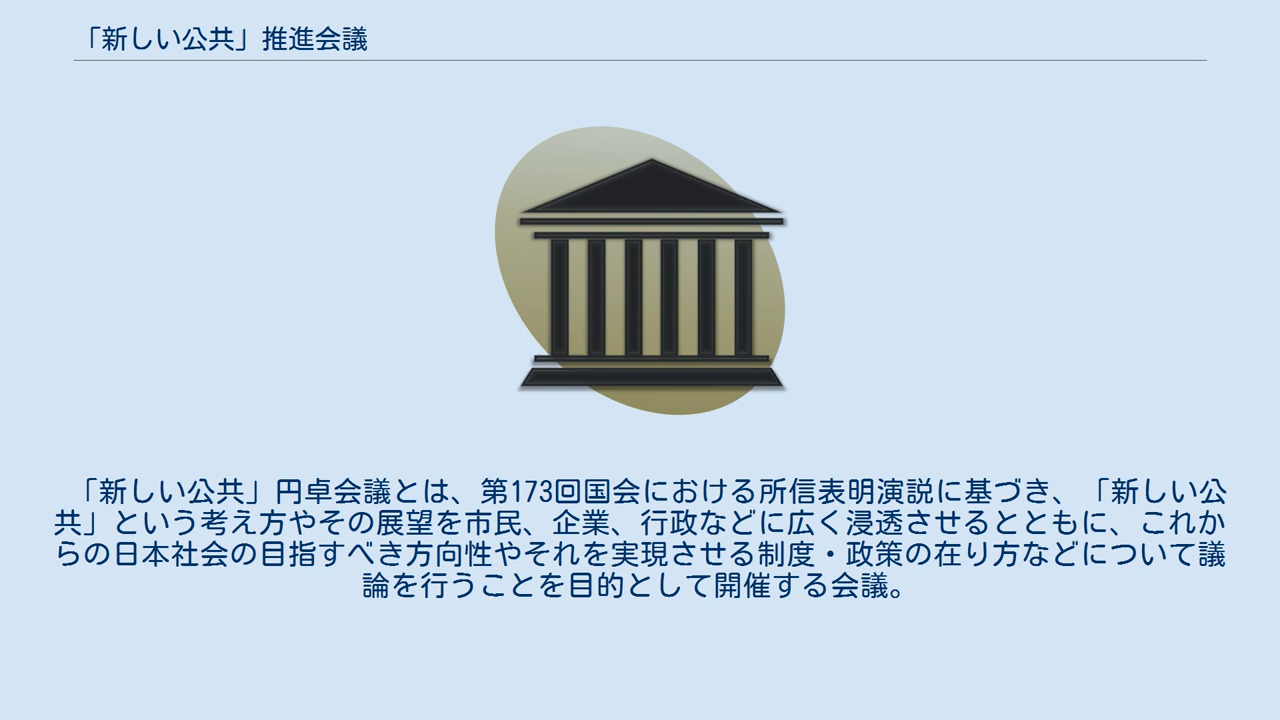 「新しい公共」推進会議
「新しい公共」円卓会議とは、第173回国会における所信表明演説に基づき、「新しい公
共」という考え方やその展望を市民、企業、行政などに広く浸透させるとともに、これか
らの日本社会の目指すべき方向性やそれを実現させる制度・政策の在り方などについて議
論を行うことを目的として開催する会議。